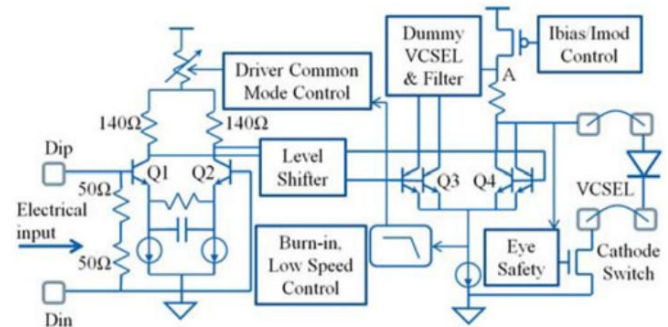 Driver Common
Mode Control
Dummy
VCSEL
& Filter
Ibias/Imod
Control
A
140Ω
140Ω
Dip
Q1
Q2
Level
Shifter
Q3
Q4
50Ω
VCSEL
Electrical
input
50Ω
Burn-in,
Low Speed
Control
Eye
Safety
Cathode
Switch
Din